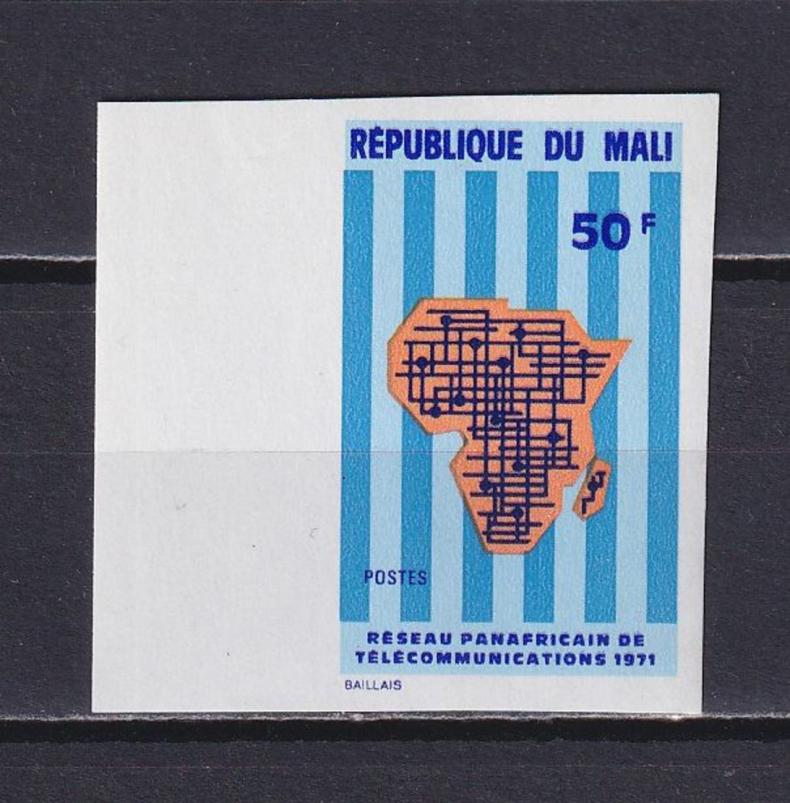 RÉPUBLIQUE DU MALI
50 F
POSTES
RÉSEAU PANAFRICAIN DE
TÉLÉCOMMUNICATIONS 1971
BAILLAIS